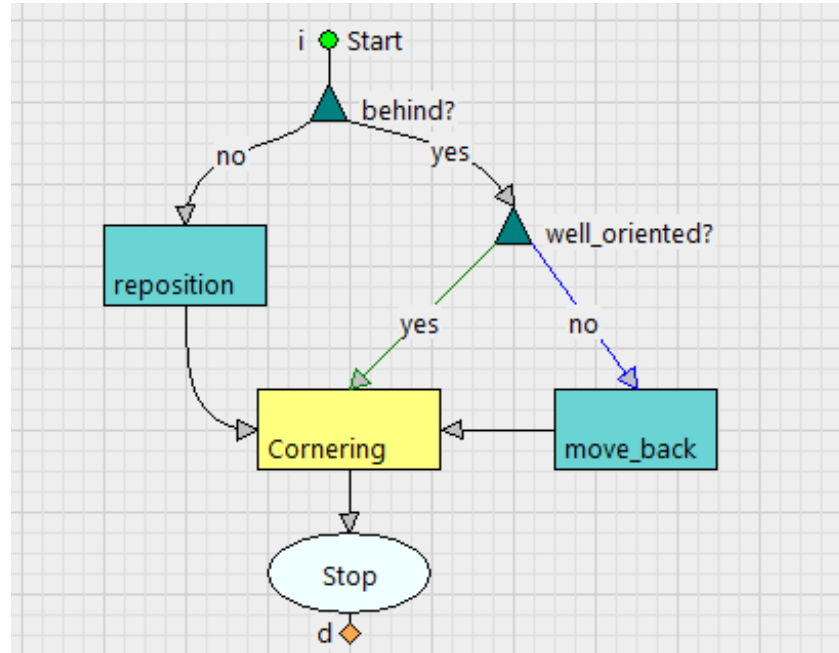 i Start
behind?
no
yes
well_oriented?
reposition
yes
no
Cornering
move_back
Stop
d